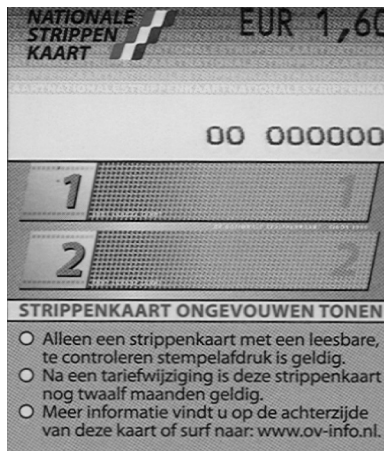 NATIONALE
STRIPPEN
KAART
EUR 1,60
00 000000
1 1
2 2
STRIPPENKAART ONGEVOUWEN TONEN
Alleen een strippenkaart met een leesbare,
te controleren stempelafdruk is geldig.
Na een tariefwijziging is deze strippenkaart
nog twaalf maanden geldig.
Meer informatie vindt u op de achterzijde
van deze kaart of surf naar: www.ov-info.nl.